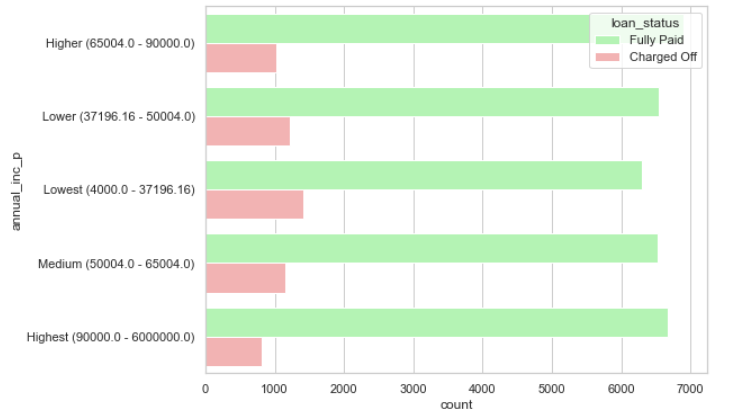 loan_status
Fully Paid
Charged Off
annual_inc_p
Higher (65004.0 - 90000.0)
Lower (37196.16 - 50004.0)
Lowest (4000.0 - 37196.16)
Medium (50004.0 - 65004.0)
Highest (90000.0 - 6000000.0)
0 1000 2000 3000 4000 5000 6000 7000
count